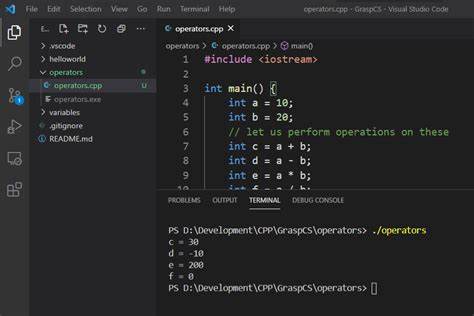 File Edit Selection View Go
operators.cpp - GraspCS - Visual Studio Code
.vscode
helloworld
operators
operators.cpp U
operators.exe
variables
.gitignore
README.md
operators.cpp
operators > operators.cpp > main()
1 #include <iostream>
2
3 int main() {
4 int a = 10;
5 int b = 20;
6 // let us perform operations on these
7 int c = a + b;
8 int d = a - b;
9 int e = a * b;
10 int f = a / b;
PROBLEMS OUTPUT TERMINAL DEBUG CONSOLE
PS D:\Development\CPP\GraspCS\operators> ./operators
c = 30
d = -10
e = 200
f = 0
PS D:\Development\CPP\GraspCS\operators>